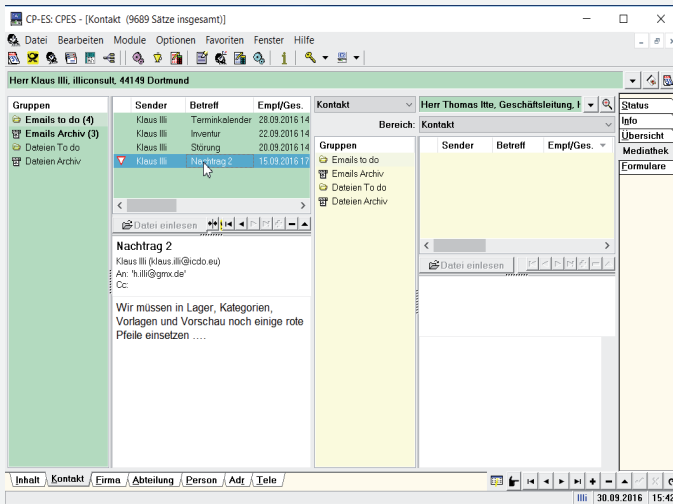 CP-ES: CPES - [Kontakt (9689 Sätze insgesamt)]
Datei Bearbeiten Module Optionen Favoriten Fenster Hilfe
Herr Klaus Illi, illiconsult, 44149 Dortmund
Gruppen
Emails to do (4)
Emails Archiv (3)
Dateien To do
Dateien Archiv
Sender Betreff Empf/Ges.
Klaus Illi Terminkalender 28.09.2016 14
Klaus Illi Inventur 22.09.2016 14
Klaus Illi Störung 20.09.2016 14
Klaus Illi Nachtrag 2 15.09.2016 17
Datei einlesen
Nachtrag 2
Klaus Illi (klaus.illi@icdo.eu)
An: 'h.illi@gmx.de'
Cc:
Wir müssen in Lager, Kategorien,
Vorlagen und Vorschau noch einige rote
Pfeile einsetzen ….
Kontakt
Herr Thomas Itte, Geschäftsleitung,
Bereich: Kontakt
Gruppen
Emails to do
Emails Archiv
Dateien To do
Dateien Archiv
Sender Betreff Empf/Ges.
Datei einlesen
Status
Info
Übersicht
Mediathek
Formulare
Inhalt Kontakt Firma Abteilung Person Adr Tele
Illi 30.09.2016 15:42